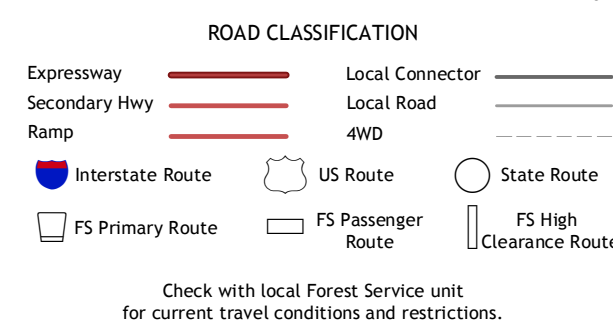 ROAD CLASSIFICATION
Expressway
Local Connector
Secondary Hwy
Local Road
Ramp
4WD
Interstate Route
US Route
State Route
FS Primary Route
FS Passenger
Route
FS High
Clearance Route
Check with local Forest Service unit
for current travel conditions and restrictions.